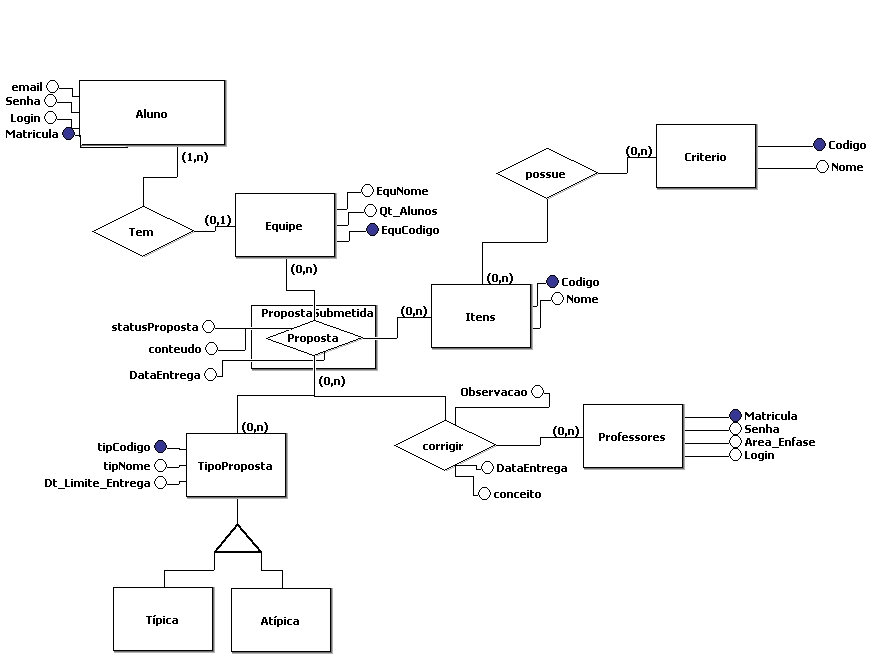 email
Senha
Login
Matricula
Aluno
(1,n)
Tem
(0,1)
Equipe
EquNome
Qt_Alunos
EquCodigo
(0,n)
possue
(0,n)
Criterio
Codigo
Nome
(0,n)
Itens
Codigo
Nome
PropostaSubmetida
Proposta
(0,n)
statusProposta
conteudo
DataEntrega
(0,n)
(0,n)
tipCodigo
tipNome
Dt_Limite_Entrega
TipoProposta
Observacao
corrigir
(0,n)
DataEntrega
conceito
Professores
Matricula
Senha
Area_Enfase
Login
Típica
Atípica